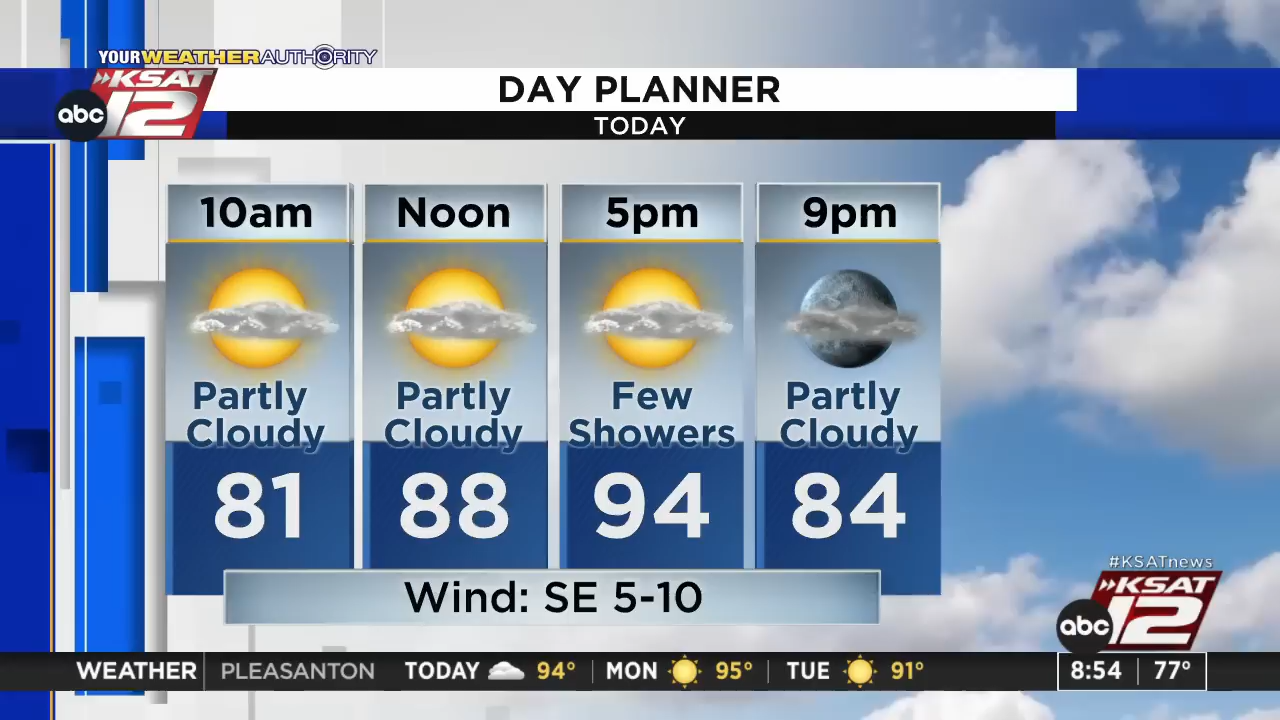 YOURWEATHERAUTHORITY
KSAT
abc 12
DAY PLANNER
TODAY
10am
Noon
5pm
9pm
Partly
Cloudy
Partly
Cloudy
Few
Showers
Partly
Cloudy
81
88
94
84
Wind: SE 5-10
#KSATnews
KSAT
abc 12
WEATHER PLEASANTON TODAY 94° MON 95° TUE 91° 8:54 77°